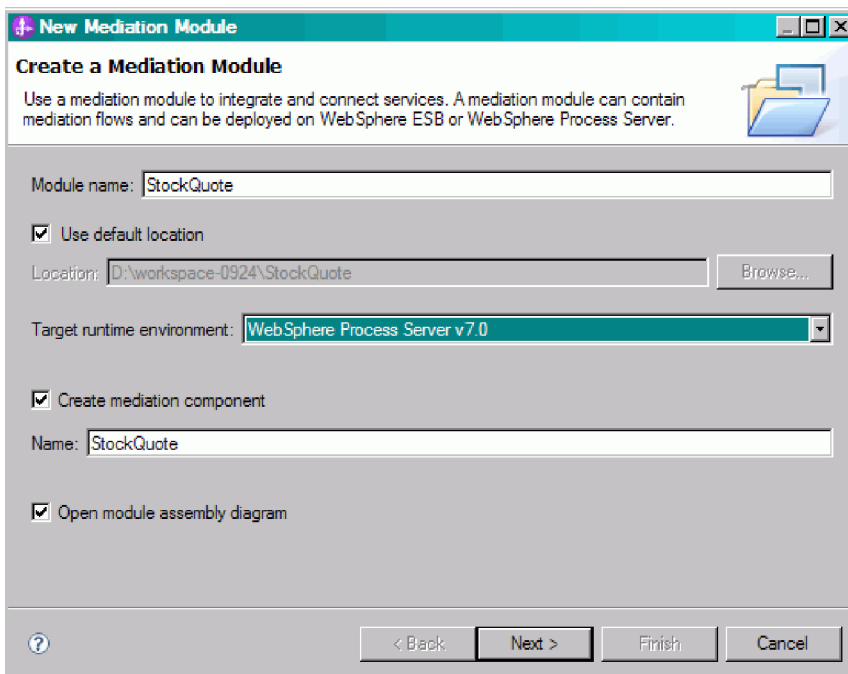 New Mediation Module
Create a Mediation Module
Use a mediation module to integrate and connect services. A mediation module can contain
mediation flows and can be deployed on WebSphere ESB or WebSphere Process Server.
Module name: StockQuote
Use default location
Location: D:\workspace-0924\StockQuote Browse...
Target runtime environment: WebSphere Process Server v7.0
Create mediation component
Name: StockQuote
Open module assembly diagram
? < Back Next > Finish Cancel